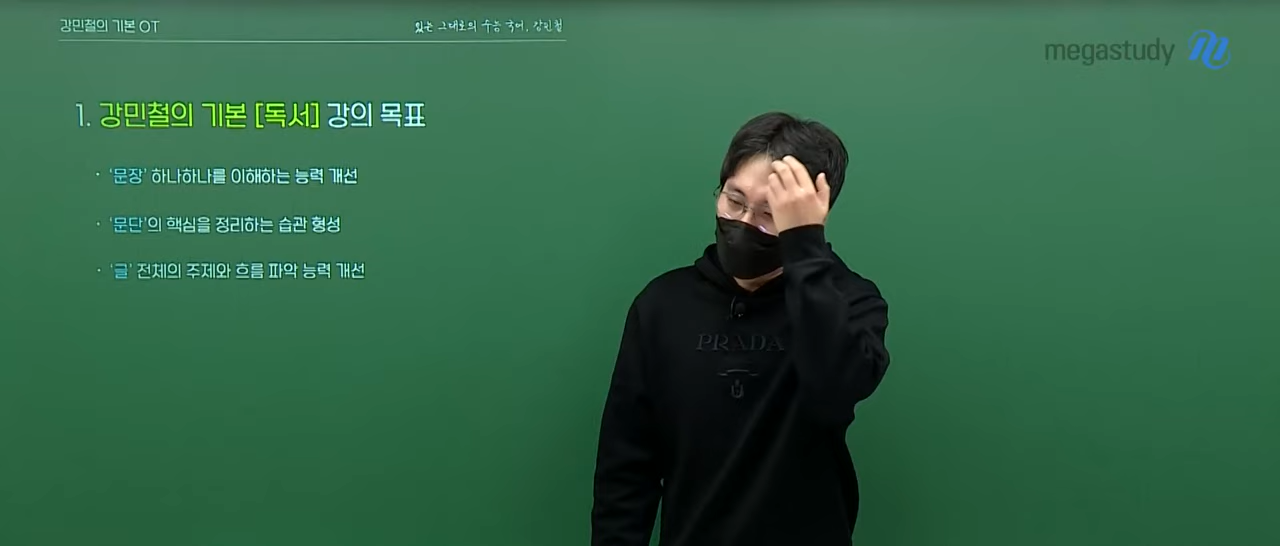 강민철의 기본 OT
있는 그대로의 수능 국어, 강민철
megastudy
1. 강민철의 기본 [독서] 강의 목표
· '문장' 하나하나를 이해하는 능력 개선
· '문단'의 핵심을 정리하는 습관 형성
· '글' 전체의 주제와 흐름 파악 능력 개선
PRADA